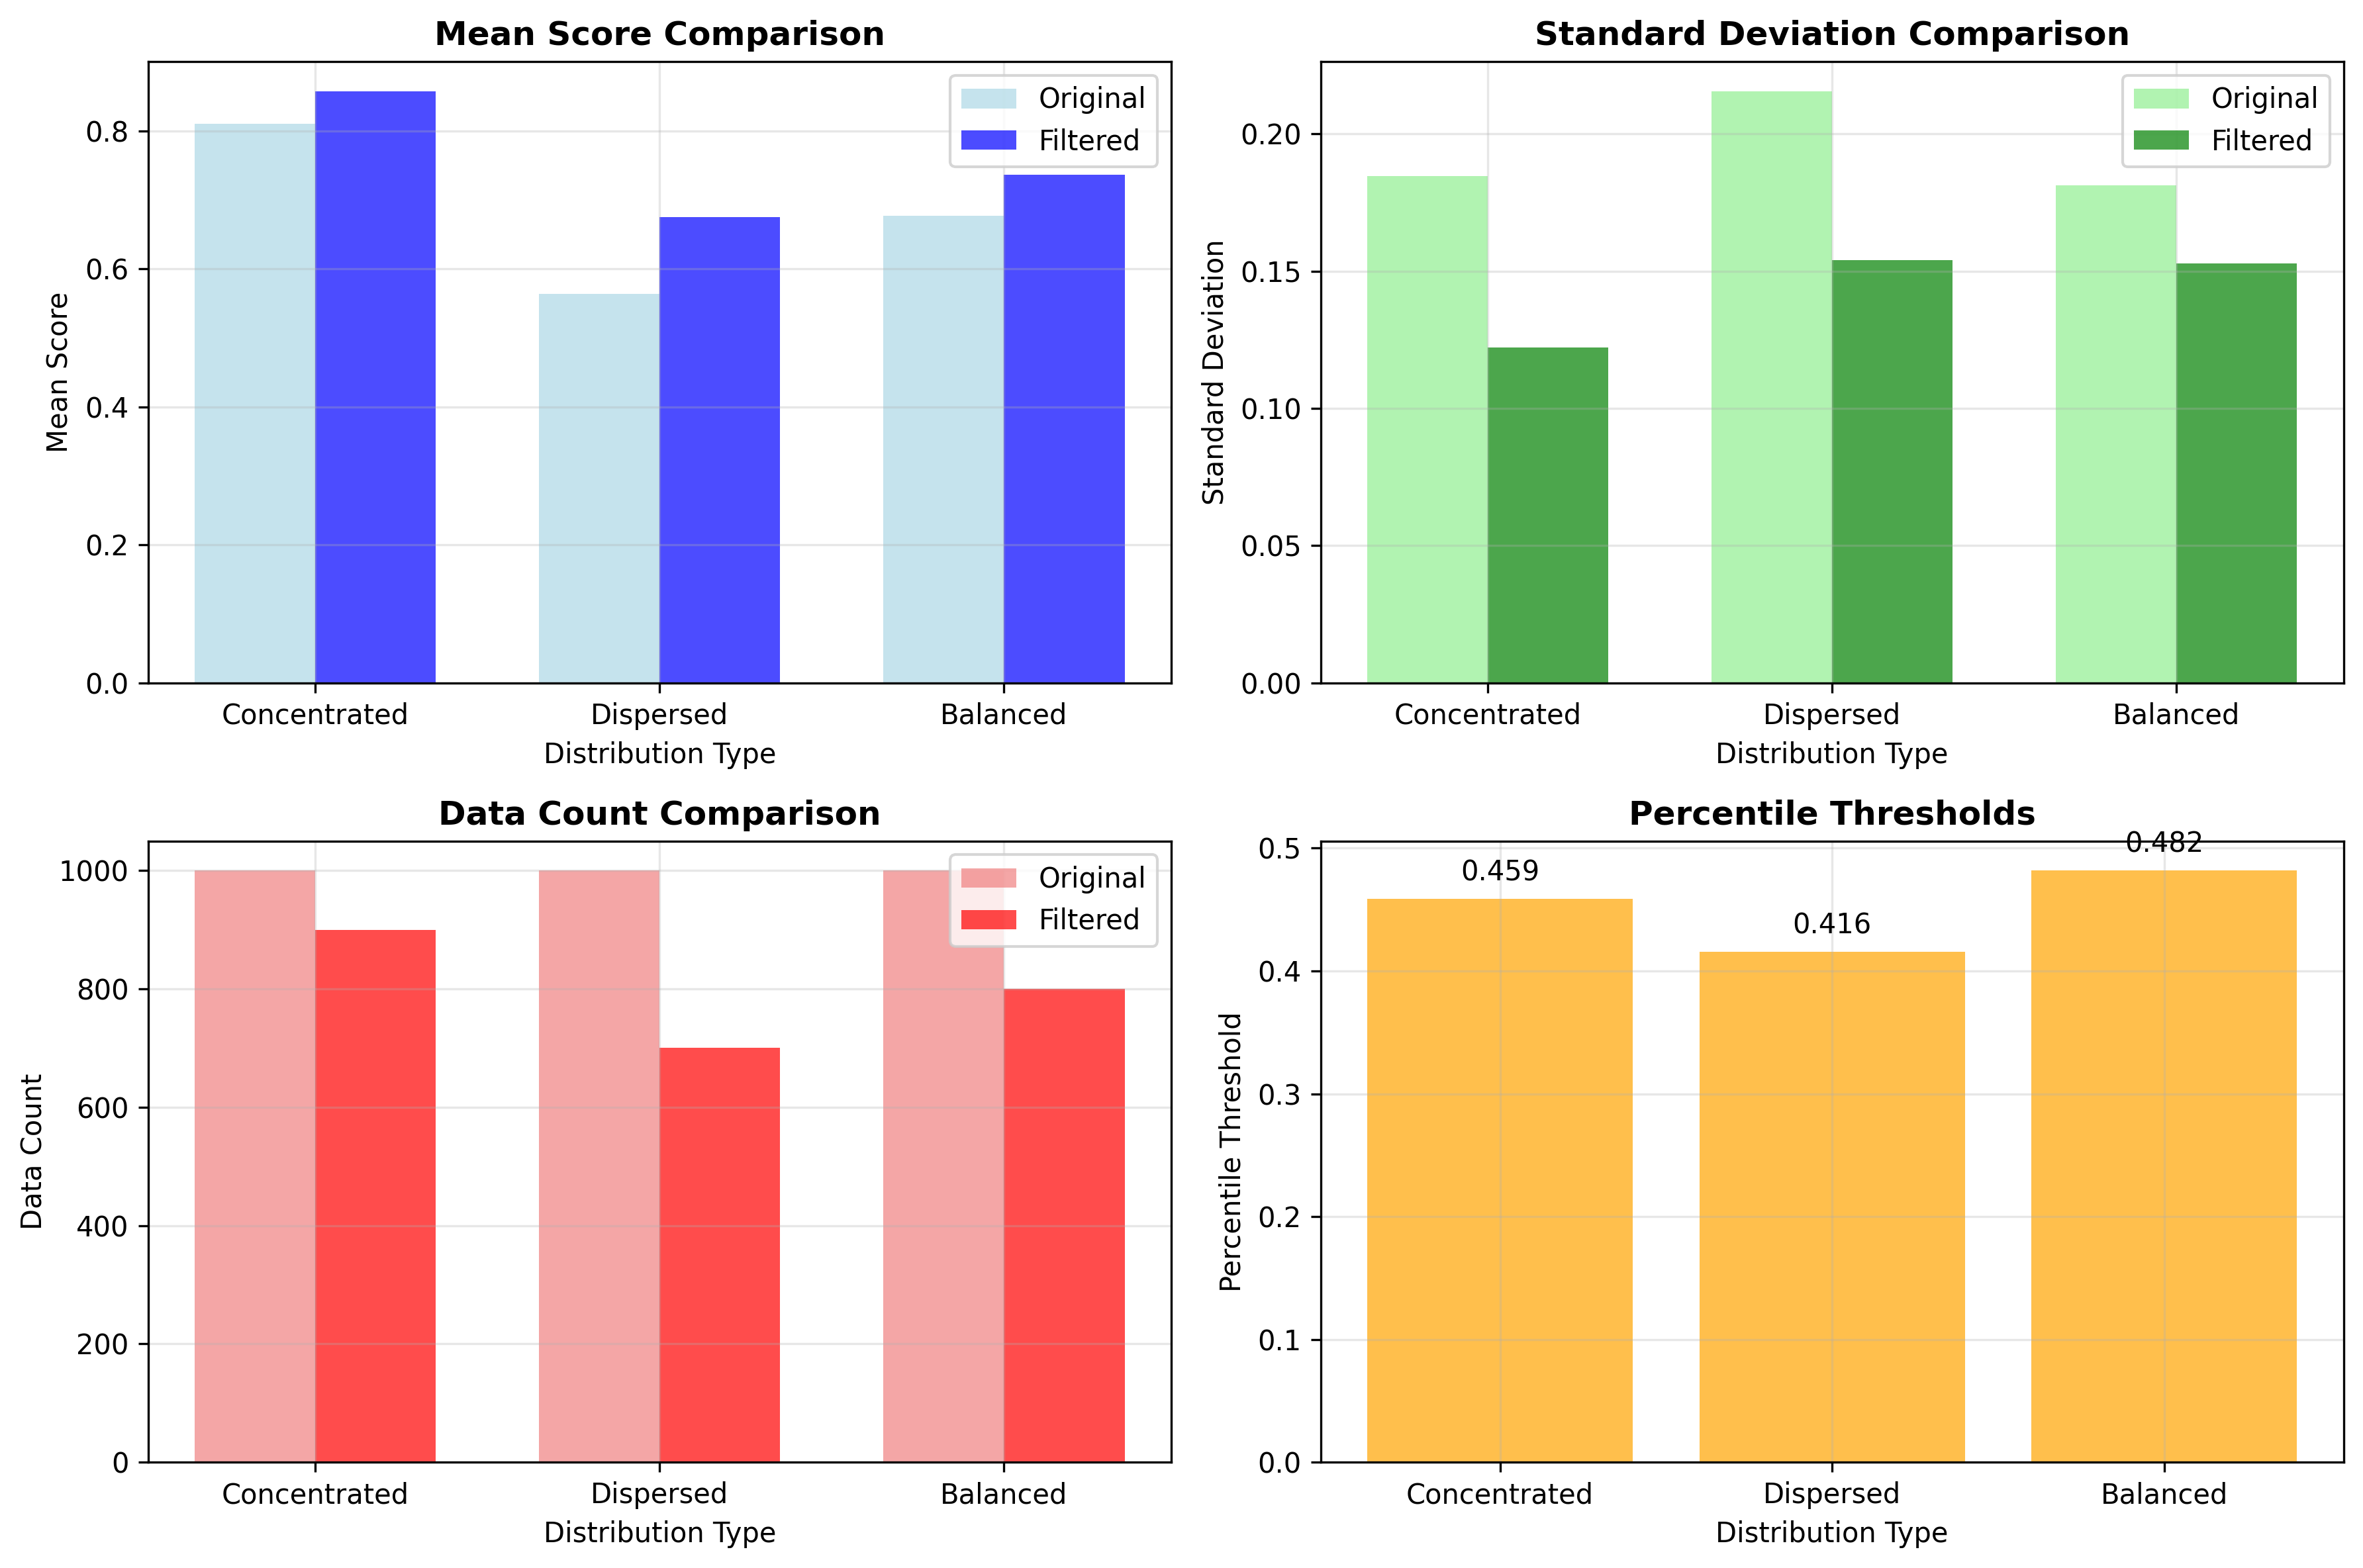 Mean Score Comparison
Mean Score
0.8
0.6
0.4
0.2
0.0
Original
Filtered
Concentrated Dispersed Balanced
Distribution Type
Standard Deviation Comparison
Standard Deviation
0.20
0.15
0.10
0.05
0.00
Original
Filtered
Concentrated Dispersed Balanced
Distribution Type
Data Count Comparison
Data Count
1000
800
600
400
200
0
Original
Filtered
Concentrated Dispersed Balanced
Distribution Type
Percentile Thresholds
Percentile Threshold
0.5
0.4
0.3
0.2
0.1
0.0
0.459
0.416
0.482
Concentrated Dispersed Balanced
Distribution Type